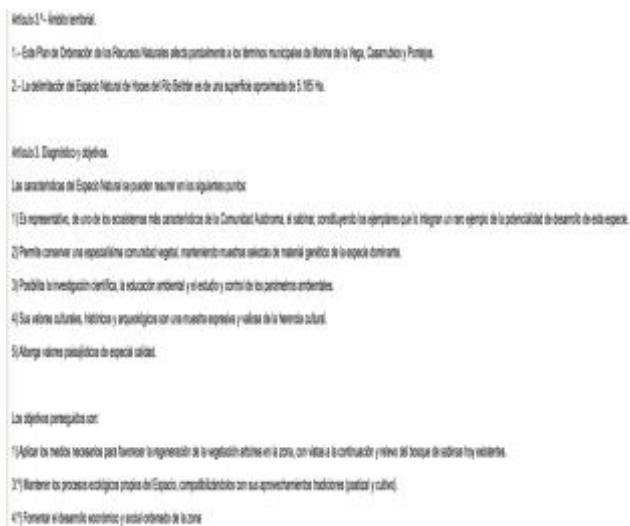 Artículo 2.º- Ámbito territorial.
1.- Este Plan de Ordenación de los Recursos Naturales afecta parcialmente a los términos municipales de Marina de la Vega, Casarrubios y Pontejos.
2.- La delimitación del Espacio Natural de Hoces del Río Beltrán es de una superficie aproximada de 5.185 Ha.
Artículo 3. Diagnóstico y objetivos.
Las características del Espacio Natural se pueden resumir en los siguientes puntos:
1) Es representativo, de uno de los ecosistemas más característicos de la Comunidad Autónoma, el sabinar, constituyendo los ejemplares que la integran un raro ejemplo de la potencialidad de desarrollo de esta especie.
2) Permite conservar una especialísima comunidad vegetal, manteniendo muestras selectas de material genético de la especie dominante.
3) Posibilita la investigación científica, la educación ambiental y el estudio y control de los parámetros ambientales.
4) Sus valores culturales, históricos y arqueológicos son una muestra expresiva y valiosa de la herencia cultural.
5) Alberga valores paisajísticos de especial calidad.
Los objetivos perseguidos son:
1º) Aplicar los medios necesarios para favorecer la regeneración de la vegetación arbórea en la zona, con vistas a la continuación y relevo del bosque de sabinas hoy existentes.
3.º) Mantener los procesos ecológicos propios del Espacio, compatibilizándolos con sus aprovechamientos tradiciones (pastizal y cultivo).
4.º) Fomentar el desarrollo económico y social ordenado de la zona